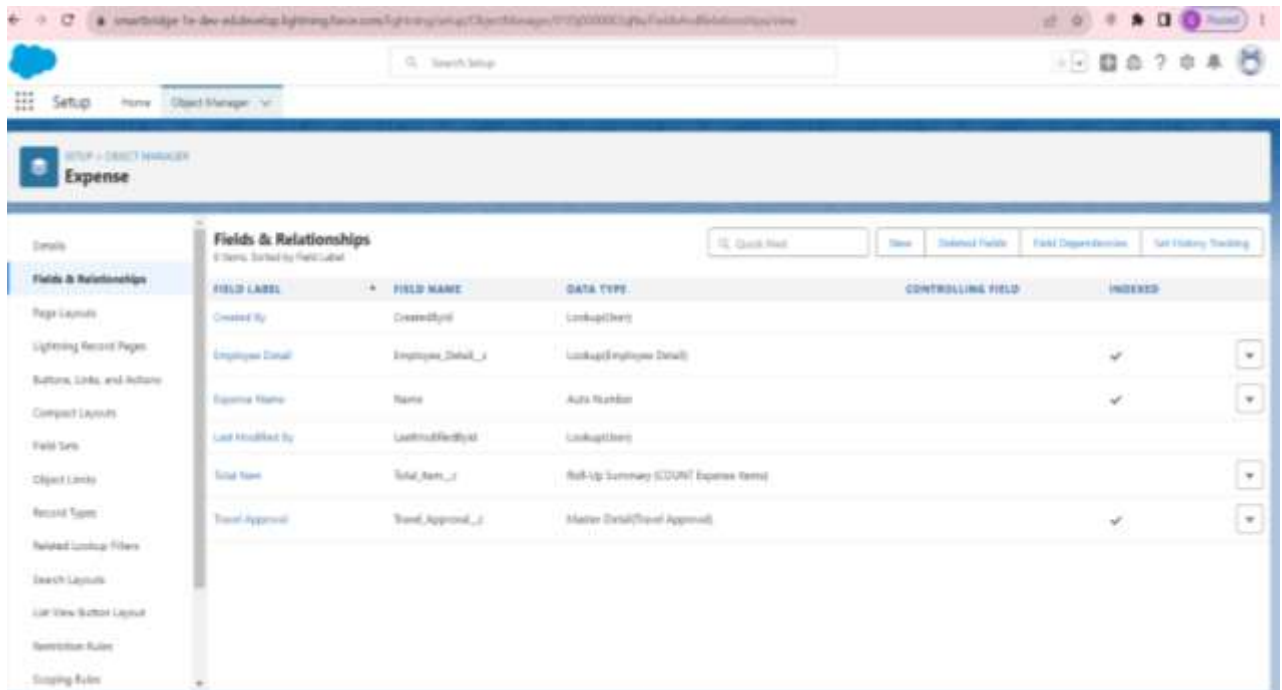 Search Setup
Setup Home Object Manager
SETUP > OBJECT MANAGER
Expense
Details
Fields & Relationships
Page Layouts
Lightning Record Pages
Buttons, Links, and Actions
Compact Layouts
Field Sets
Object Limits
Record Types
Related Lookup Filters
Search Layouts
List View Button Layout
Restriction Rules
Scoping Rules
Fields & Relationships
6 Items, Sorted by Field Label
Quick Find New Deleted Fields Field Dependencies Set History Tracking
FIELD LABEL FIELD NAME DATA TYPE CONTROLLING FIELD INDEXED
Created By CreatedById Lookup(User)
Employee Detail Employee_Detail__c Lookup(Employee Detail)
Expense Name Name Auto Number
Last Modified By LastModifiedById Lookup(User)
Total Item Total_Item__c Roll-Up Summary (COUNT Expense Items)
Travel Approval Travel_Approval__c Master-Detail(Travel Approval)